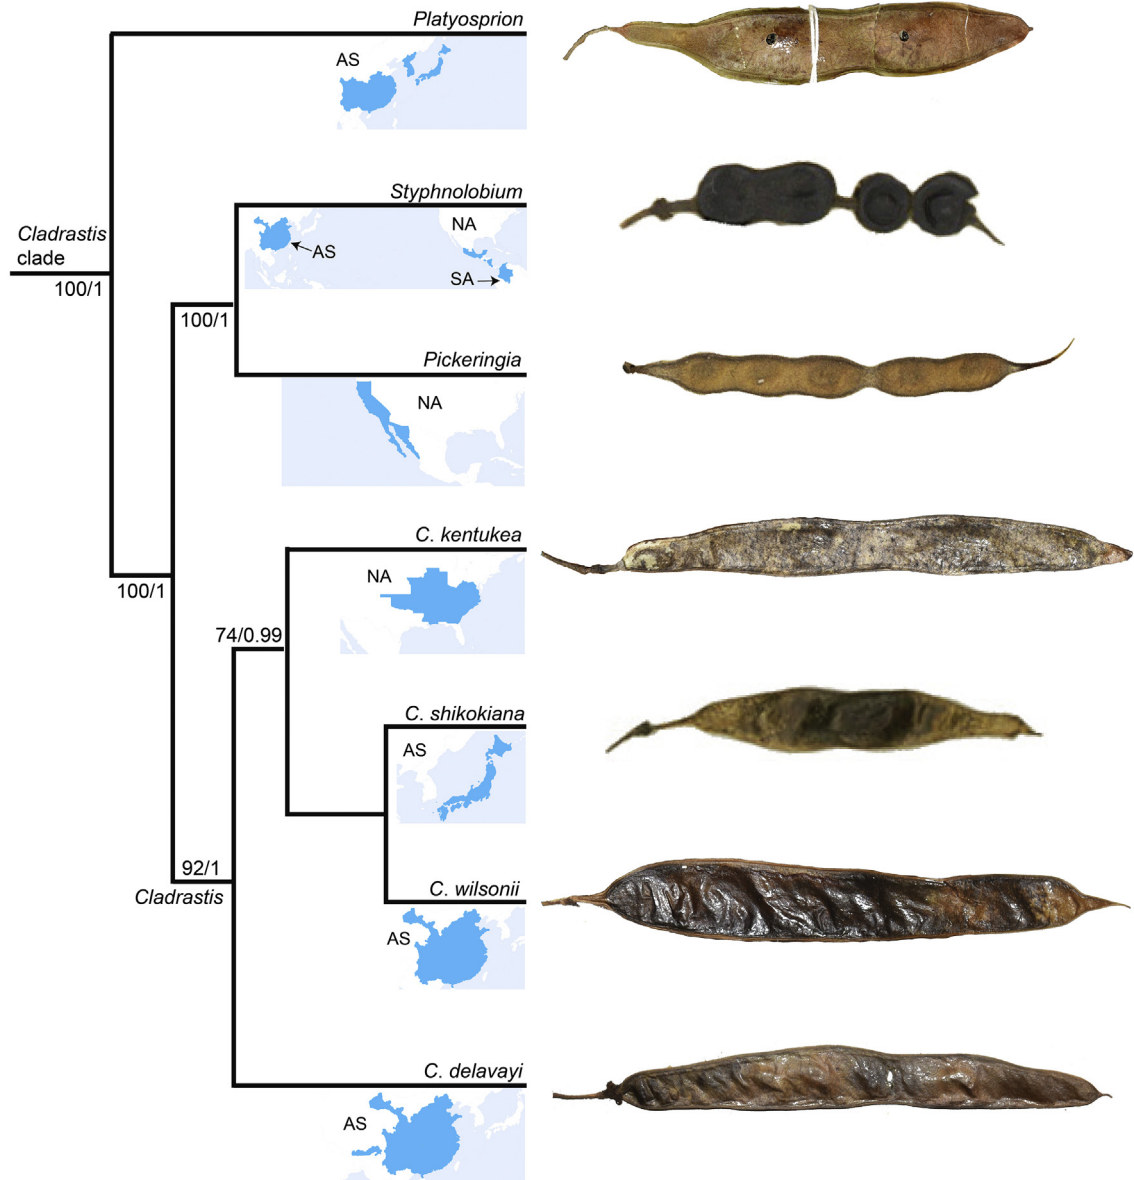 Platyosprion
AS
Styphnolobium
NA
AS
SA
Cladrastis
clade
100/1
100/1
Pickeringia
NA
C. kentukea
NA
100/1
74/0.99
C. shikokiana
AS
92/1
Cladrastis
C. wilsonii
AS
C. delavayi
AS